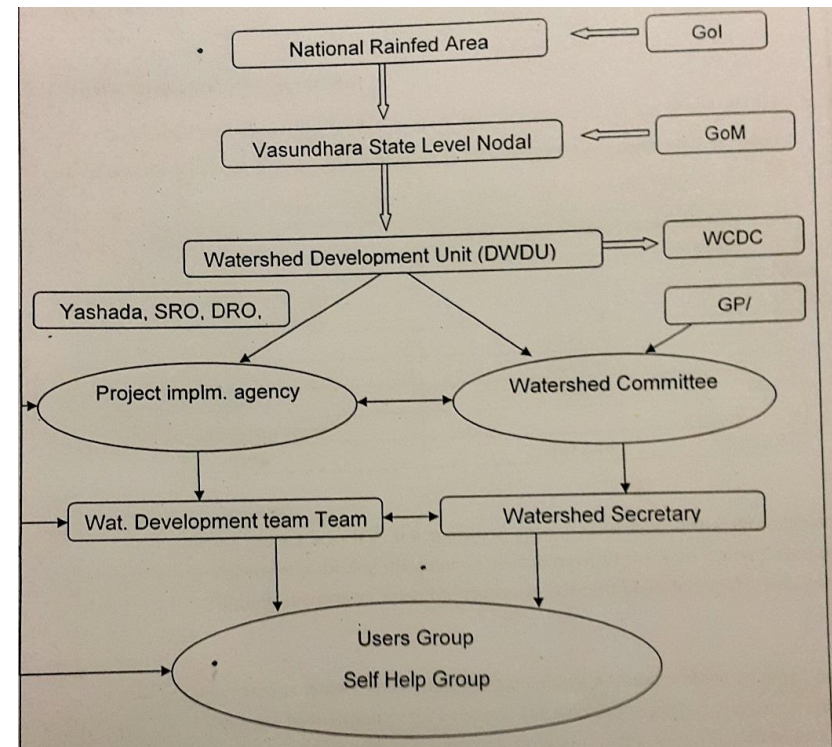 National Rainfed Area
GoI
Vasundhara State Level Nodal
GoM
Watershed Development Unit (DWDU)
WCDC
Yashada, SRO, DRO,
GP/
Project implm. agency
Watershed Committee
Wat. Development team Team
Watershed Secretary
Users Group
Self Help Group